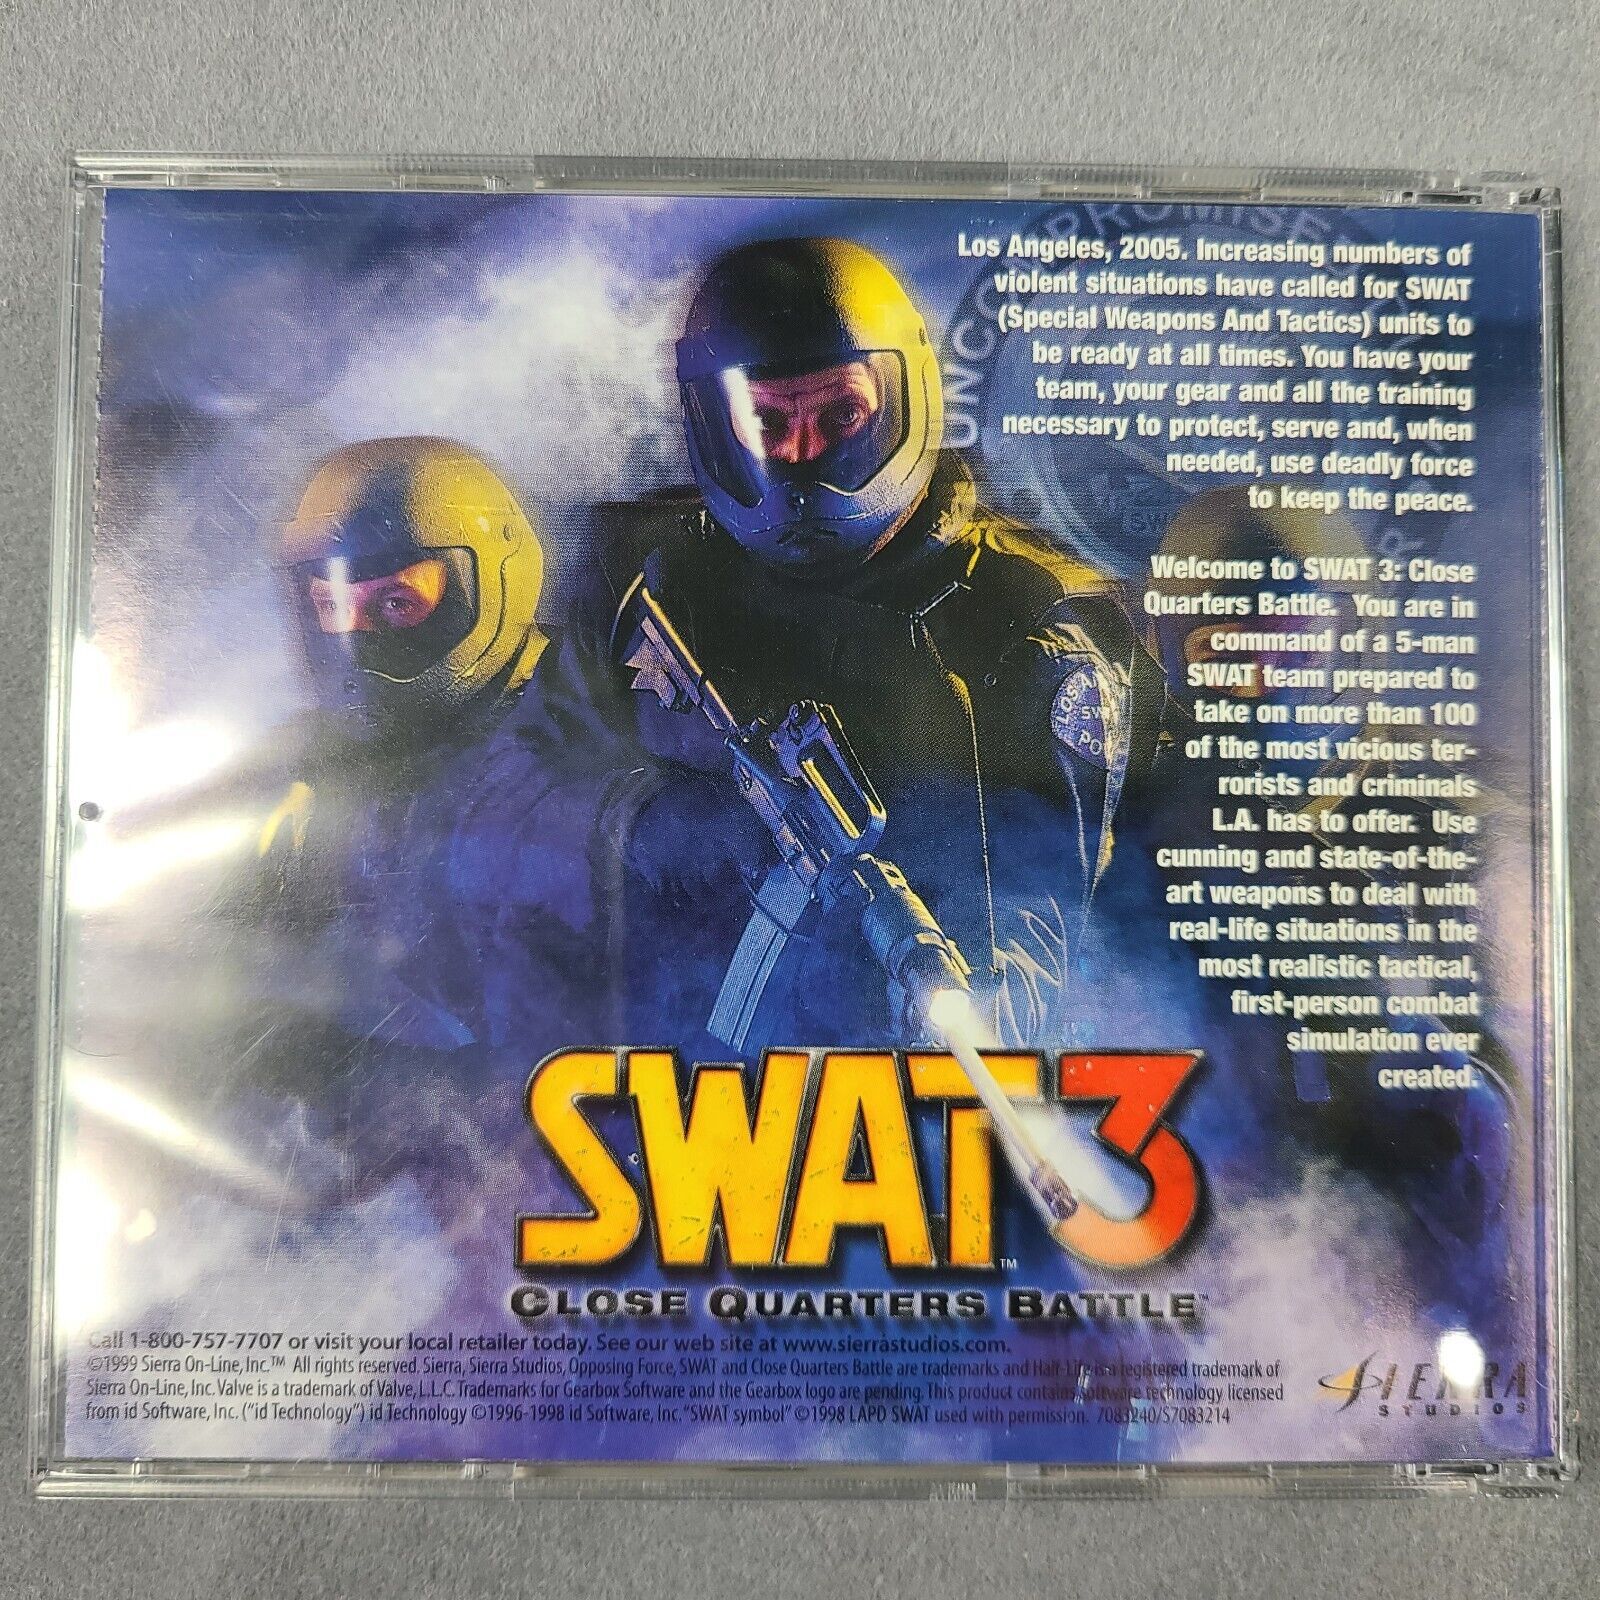 UNCOMPROMISED
Los Angeles, 2005. Increasing numbers of
violent situations have called for SWAT
(Special Weapons And Tactics) units to
be ready at all times. You have your
team, your gear and all the training
necessary to protect, serve and, when
needed, use deadly force
to keep the peace.
Welcome to SWAT 3: Close
Quarters Battle. You are in
command of a 5-man
SWAT team prepared to
take on more than 100
of the most vicious ter-
rorists and criminals
L.A. has to offer. Use
cunning and state-of-the-
art weapons to deal with
real-life situations in the
most realistic tactical,
first-person combat
simulation ever
created.
SWAT 3™
CLOSE QUARTERS BATTLE™
Call 1-800-757-7707 or visit your local retailer today. See our web site at www.sierrastudios.com.
©1999 Sierra On-Line, Inc.™ All rights reserved. Sierra, Sierra Studios, Opposing Force, SWAT and Close Quarters Battle are trademarks and Half-Life is a registered trademark of
Sierra On-Line, Inc. Valve is a trademark of Valve, L.L.C. Trademarks for Gearbox Software and the Gearbox logo are pending. This product contains software technology licensed
from id Software, Inc. ("id Technology") id Technology ©1996-1998 id Software, Inc. "SWAT symbol" ©1998 LAPD SWAT used with permission. 7083240/S7083214
SIERRA
STUDIOS